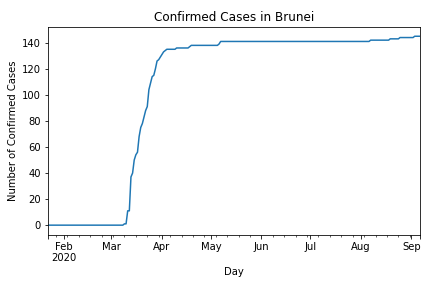 Confirmed Cases in Brunei
Number of Confirmed Cases
140
120
100
80
60
40
20
0
Feb Mar Apr May Jun Jul Aug Sep
2020
Day